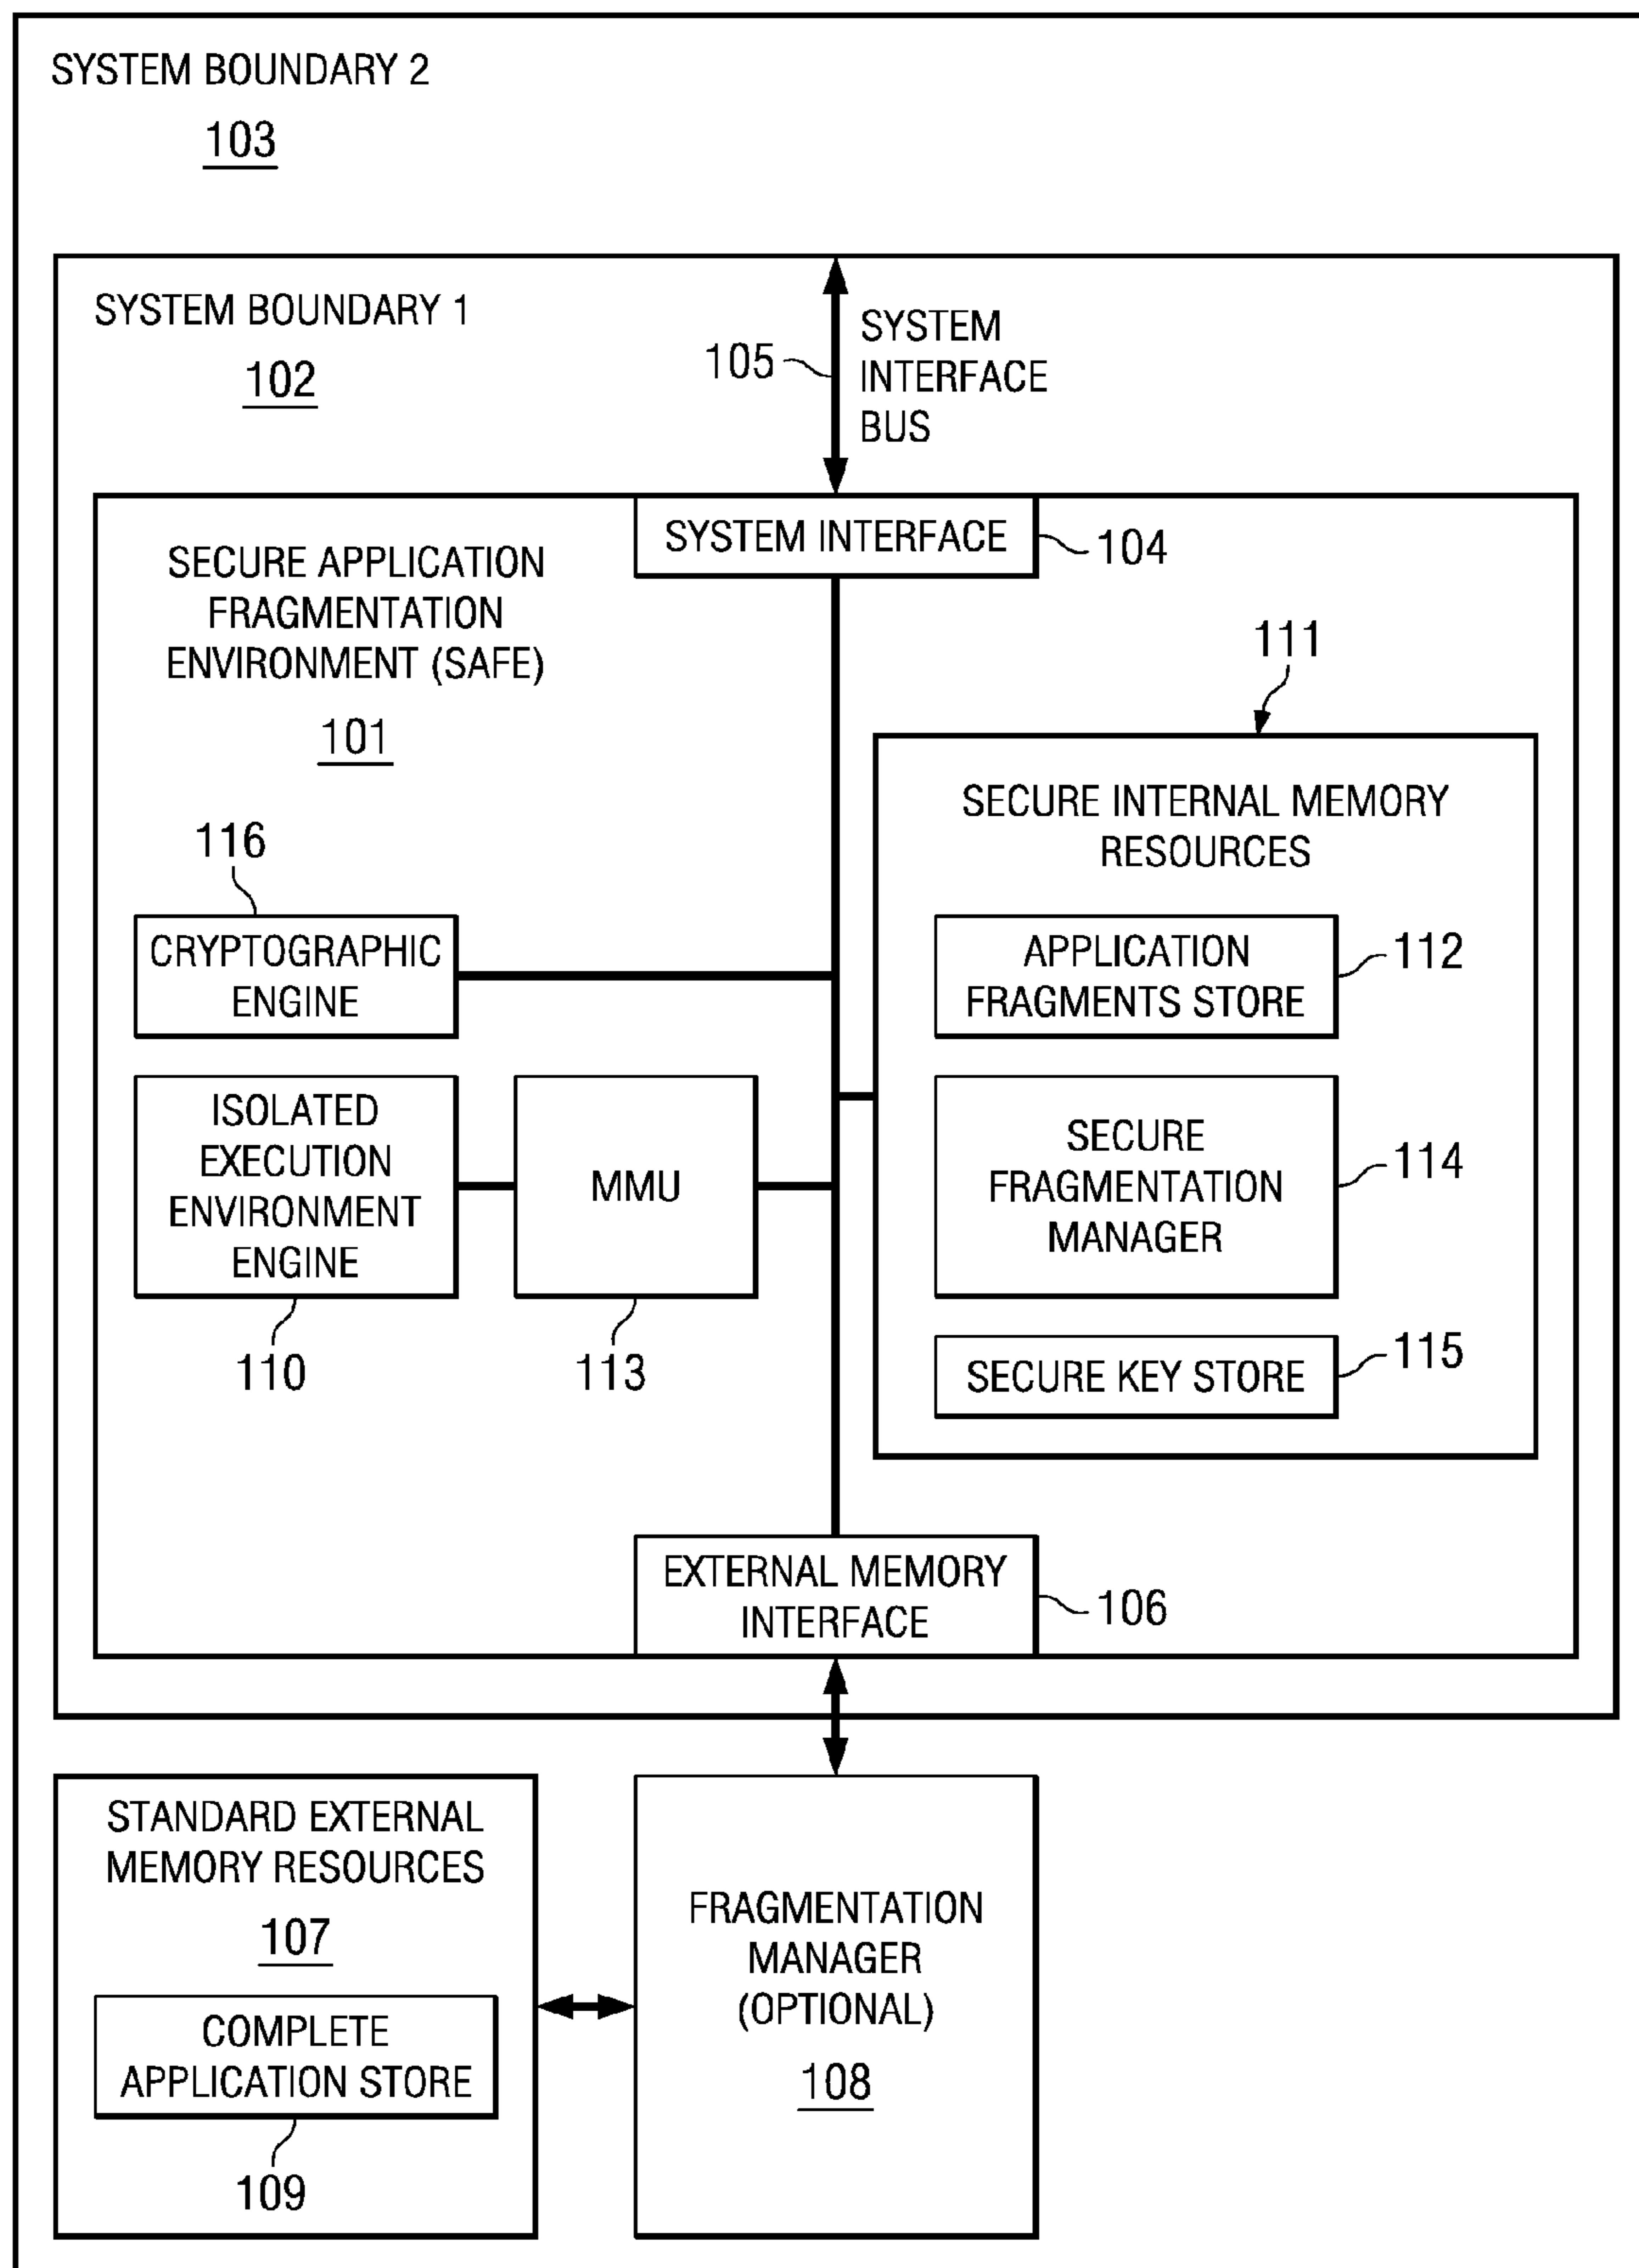 SYSTEM BOUNDARY 2
103
SYSTEM BOUNDARY 1
102
105
SYSTEM
INTERFACE
BUS
SYSTEM INTERFACE
104
SECURE APPLICATION
FRAGMENTATION
ENVIRONMENT (SAFE)
101
111
SECURE INTERNAL MEMORY
RESOURCES
116
CRYPTOGRAPHIC
ENGINE
APPLICATION
FRAGMENTS STORE
112
ISOLATED
EXECUTION
ENVIRONMENT
ENGINE
110
MMU
113
SECURE
FRAGMENTATION
MANAGER
114
SECURE KEY STORE
115
EXTERNAL MEMORY
INTERFACE
106
STANDARD EXTERNAL
MEMORY RESOURCES
107
COMPLETE
APPLICATION STORE
109
FRAGMENTATION
MANAGER
(OPTIONAL)
108